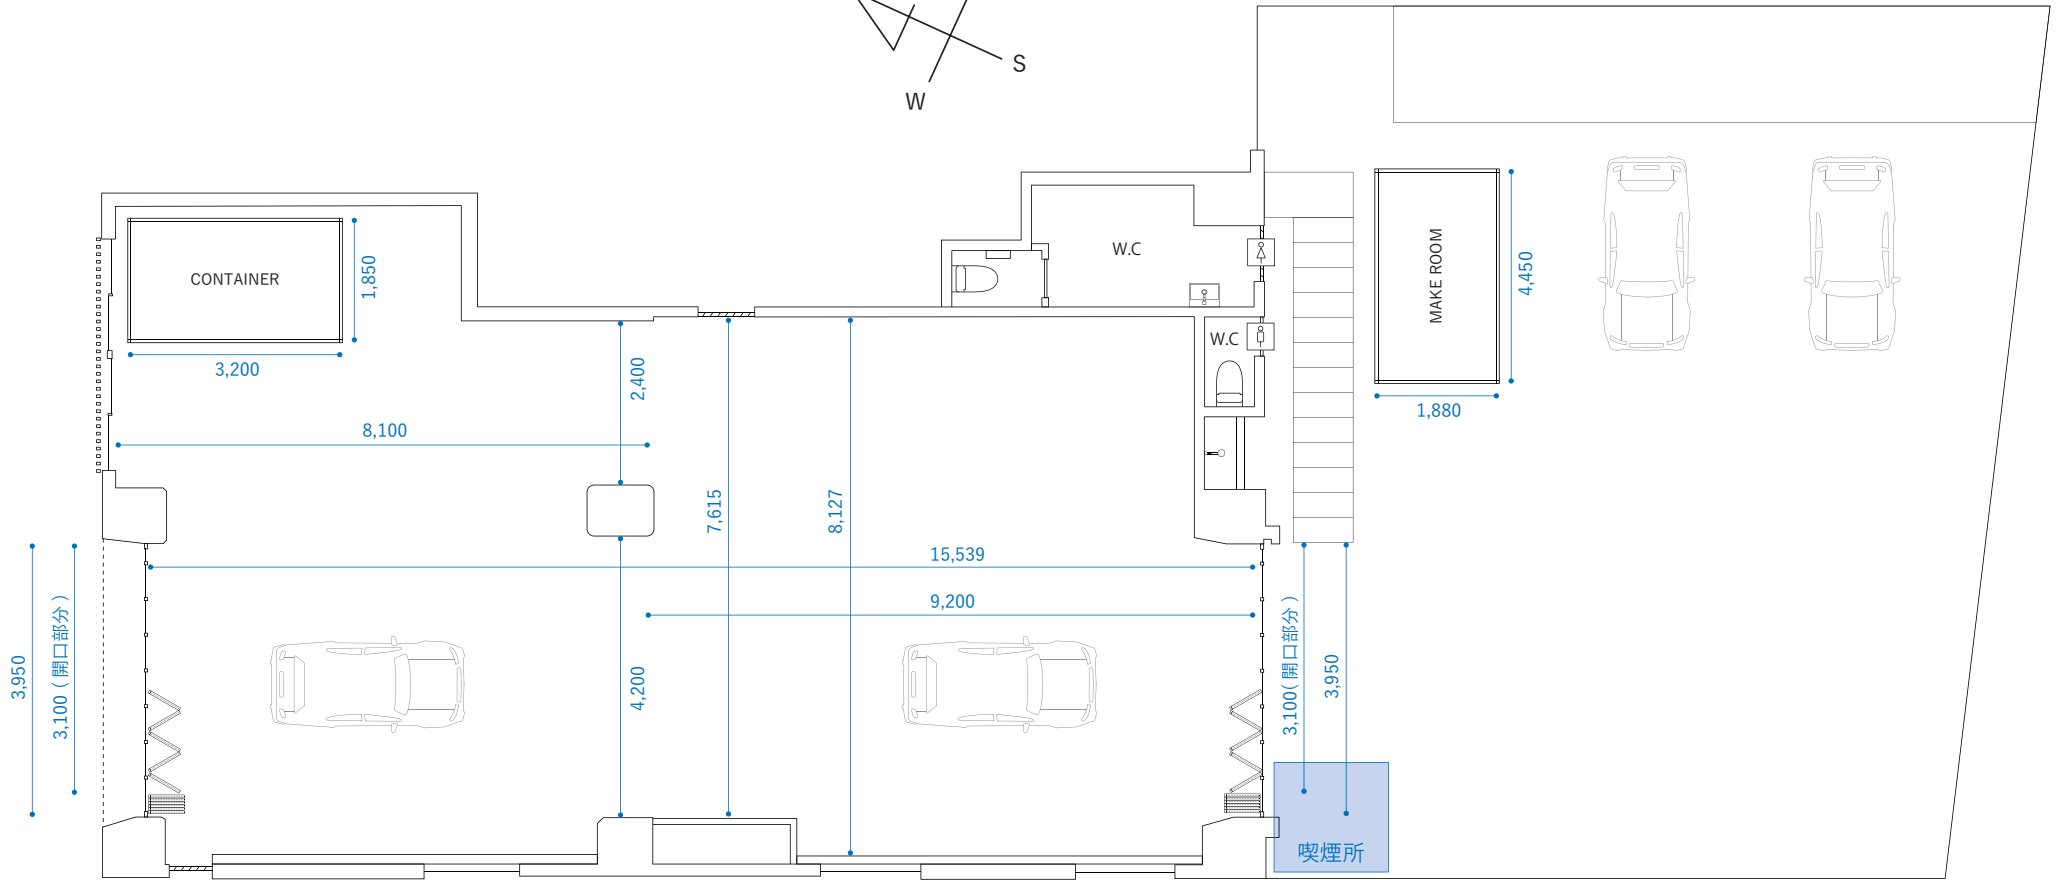 S
W
CONTAINER
1,850
3,200
W.C
W.C
MAKE ROOM
4,450
1,880
2,400
8,100
7,615
8,127
15,539
9,200
4,200
3,950
3,100 ( 開口部分 )
3,100( 開口部分 )
3,950
喫煙所